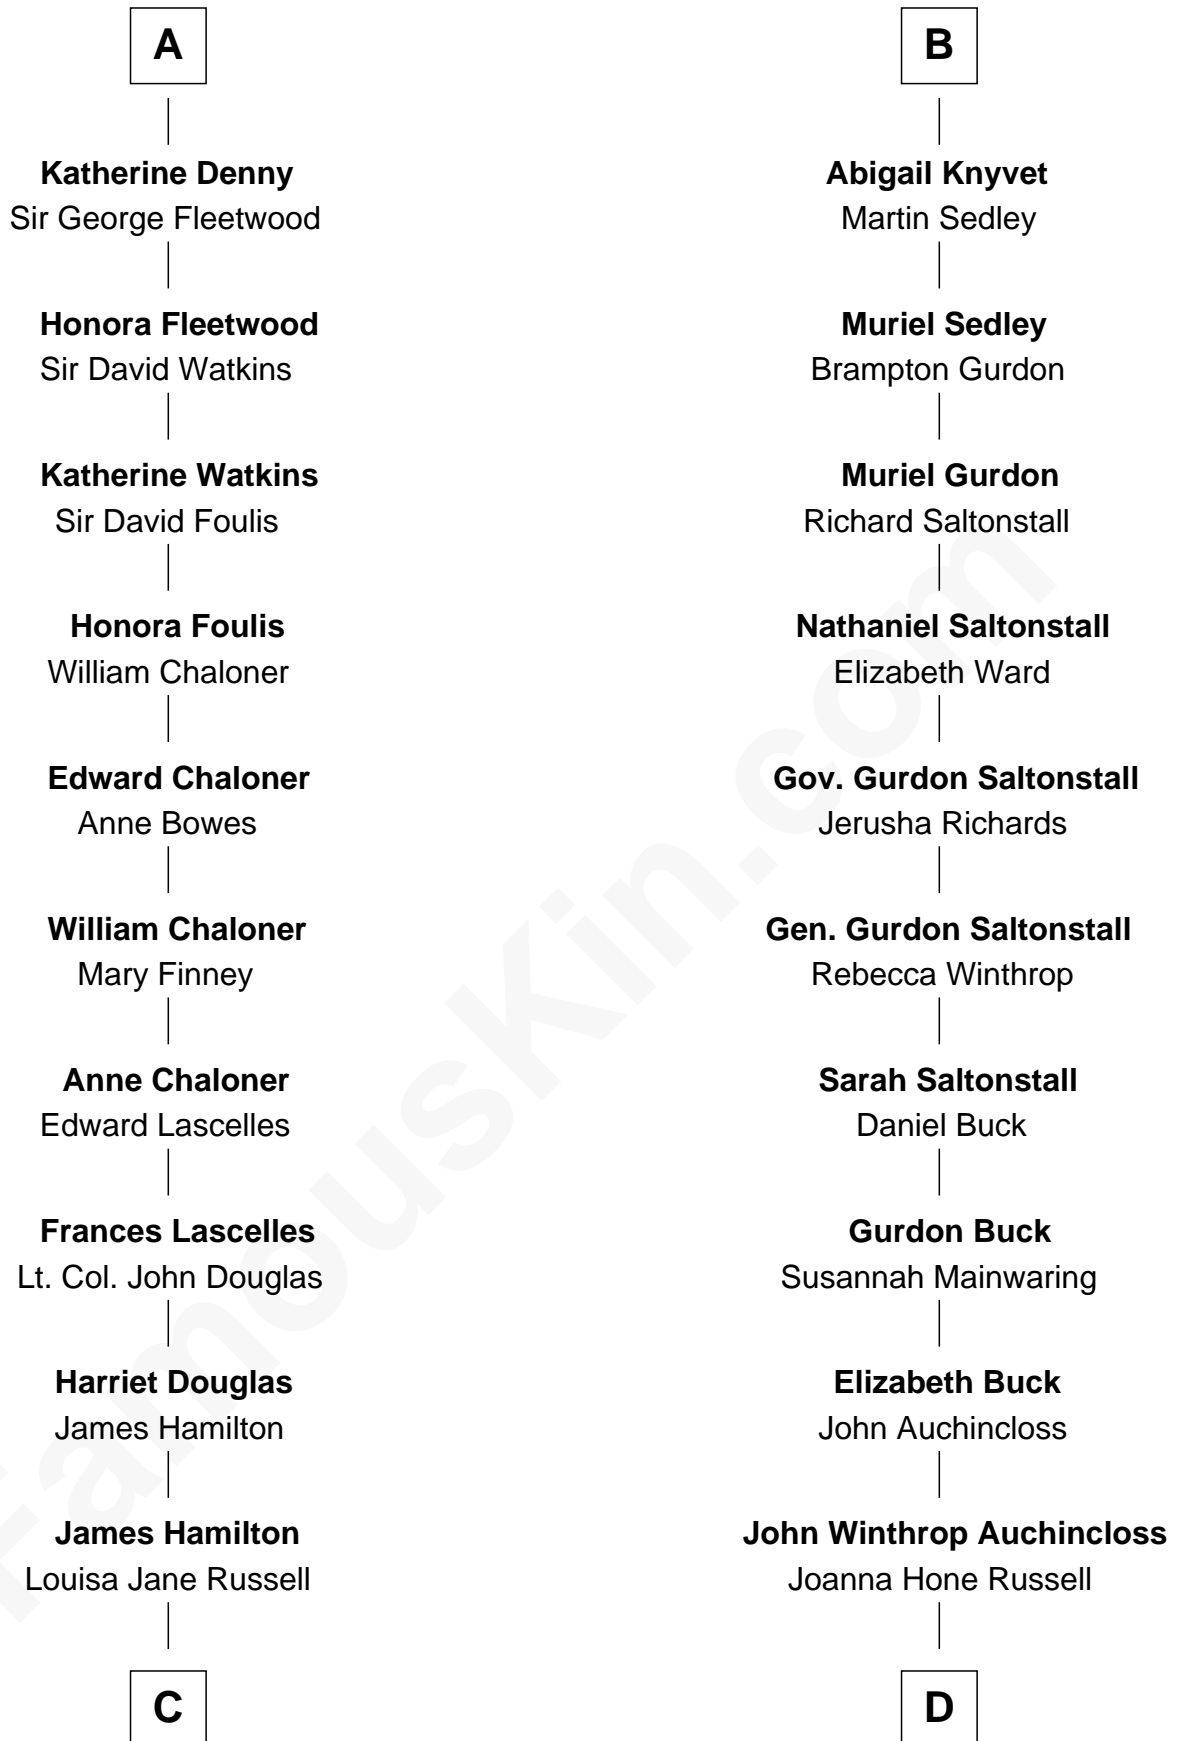 A
Katherine Denny
Sir George Fleetwood
Honora Fleetwood
Sir David Watkins
Katherine Watkins
Sir David Foulis
Honora Foulis
William Chaloner
Edward Chaloner
Anne Bowes
William Chaloner
Mary Finney
Anne Chaloner
Edward Lascelles
Frances Lascelles
Lt. Col. John Douglas
Harriet Douglas
James Hamilton
James Hamilton
Louisa Jane Russell
C
B
Abigail Knyvet
Martin Sedley
Muriel Sedley
Brampton Gurdon
Muriel Gurdon
Richard Saltonstall
Nathaniel Saltonstall
Elizabeth Ward
Gov. Gurdon Saltonstall
Jerusha Richards
Gen. Gurdon Saltonstall
Rebecca Winthrop
Sarah Saltonstall
Daniel Buck
Gurdon Buck
Susannah Mainwaring
Elizabeth Buck
John Auchincloss
John Winthrop Auchincloss
Joanna Hone Russell
D
FamousKin.com